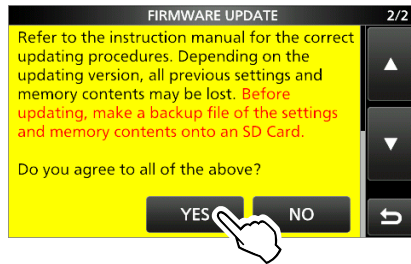 FIRMWARE UPDATE 2/2
Refer to the instruction manual for the correct
updating procedures. Depending on the
updating version, all previous settings and
memory contents may be lost. Before
updating, make a backup file of the settings
and memory contents onto an SD Card.
Do you agree to all of the above?
YES NO